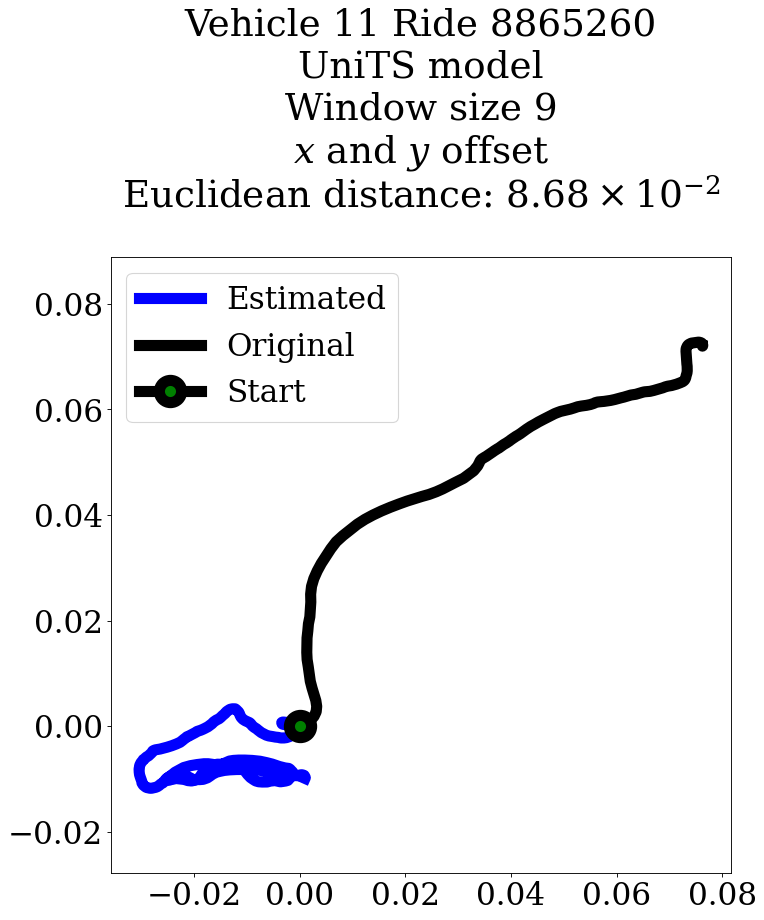 Vehicle 11 Ride 8865260
UniTS model
Window size 9
x and y offset
Euclidean distance: 8.68 × 10⁻²
Estimated
Original
Start
0.08
0.06
0.04
0.02
0.00
−0.02
−0.02 0.00 0.02 0.04 0.06 0.08